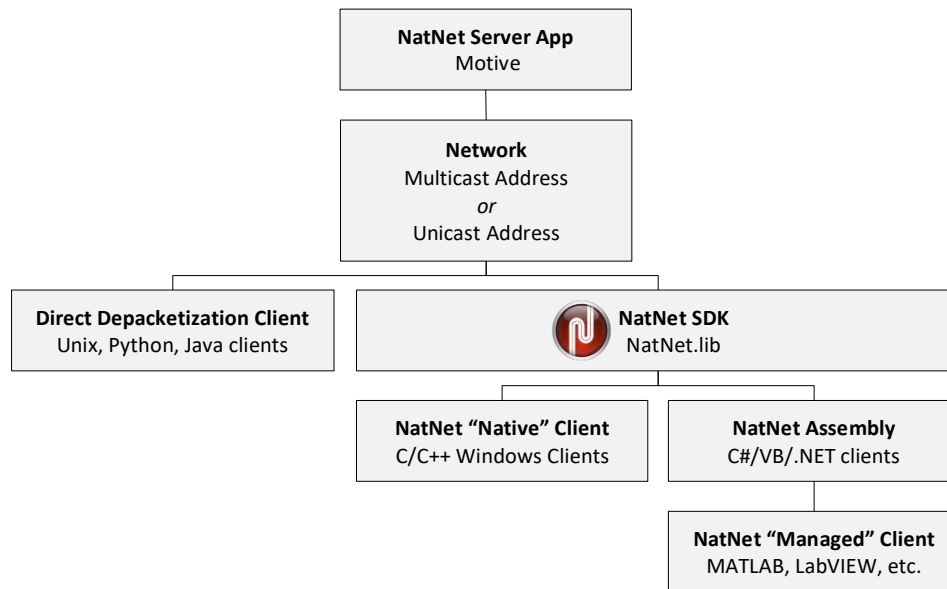 NatNet Server App
Motive
Network
Multicast Address
or
Unicast Address
Direct Depacketization Client
Unix, Python, Java clients
NatNet SDK
NatNet.lib
NatNet “Native” Client
C/C++ Windows Clients
NatNet Assembly
C#/VB/.NET clients
NatNet “Managed” Client
MATLAB, LabVIEW, etc.